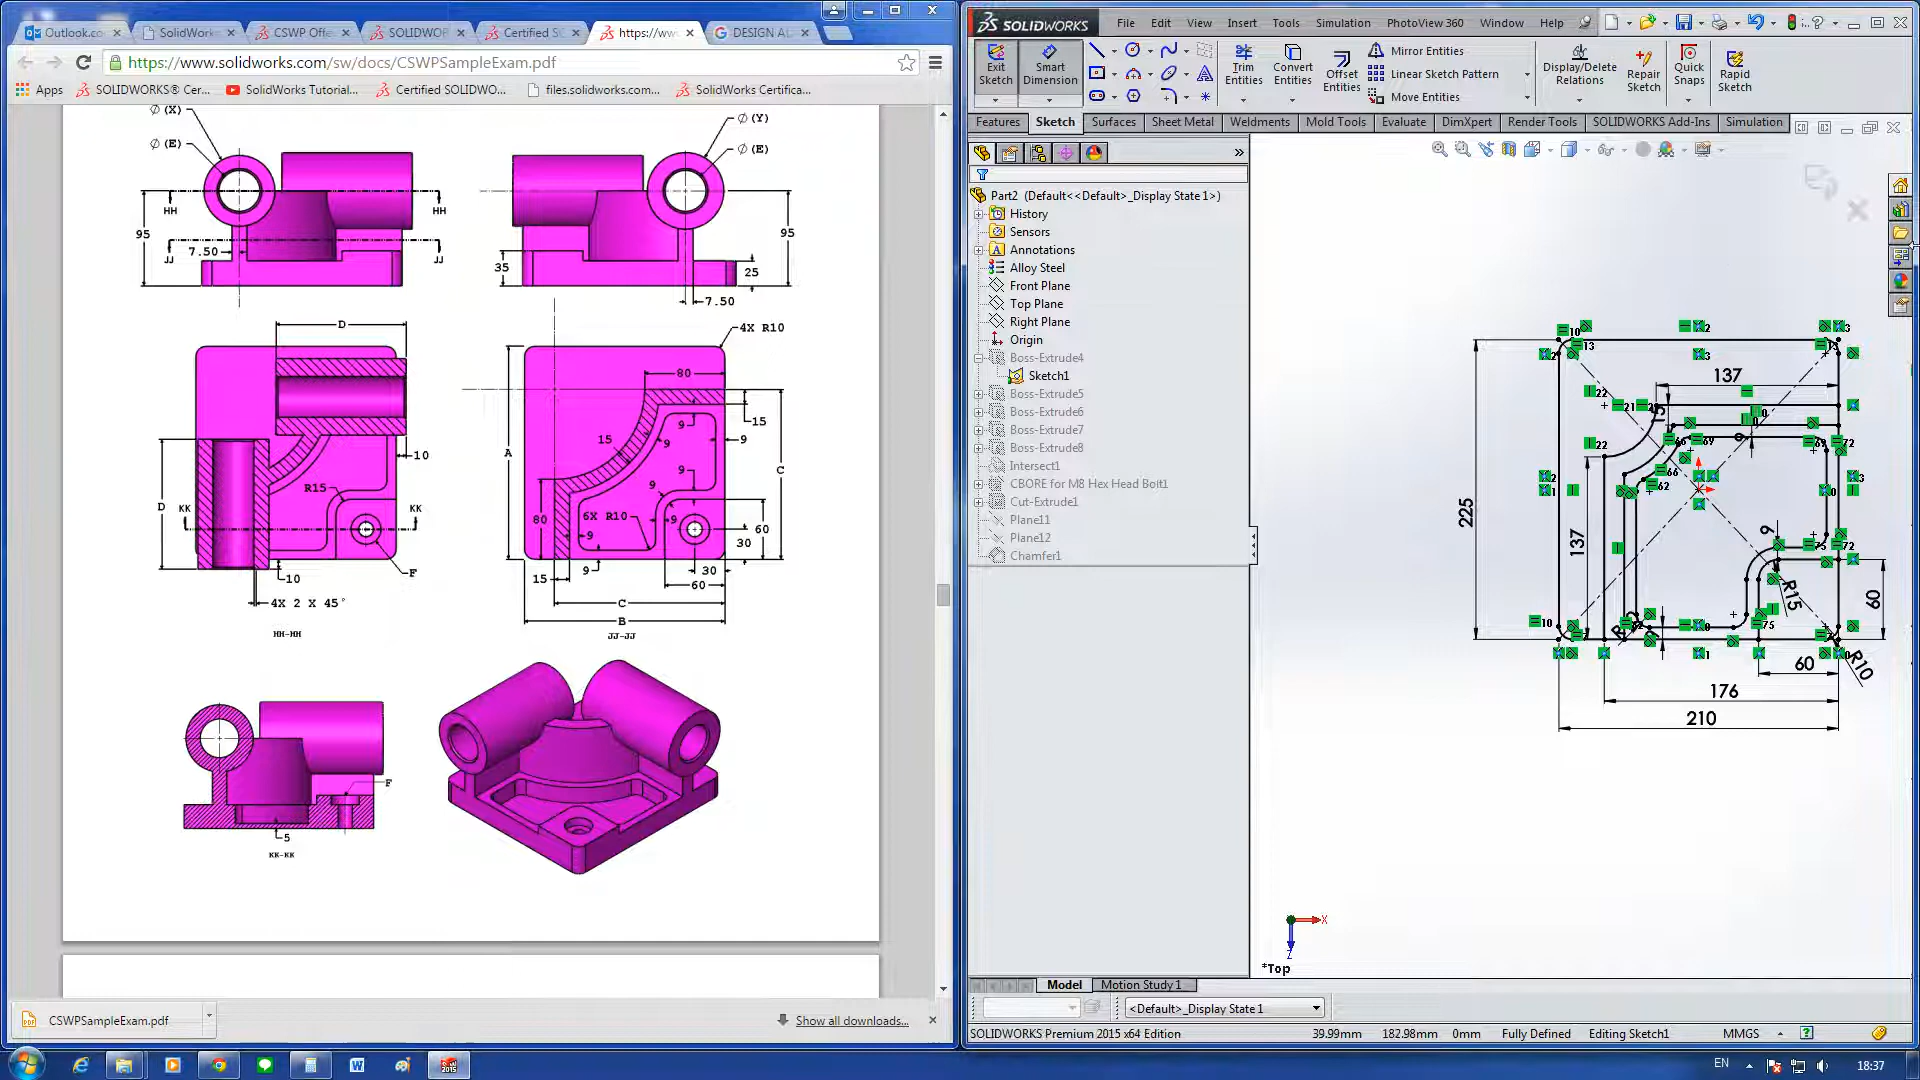 Outlook.co
SolidWork
CSWP Offe
SOLIDWOR
Certified SO
https://ww
DESIGN AL
https://www.solidworks.com/sw/docs/CSWPSampleExam.pdf
Apps
SOLIDWORKS® Cer...
SolidWorks Tutorial...
Certified SOLIDWO...
files.solidworks.com...
SolidWorks Certifica...
Ø (X)
Ø (E)
HH
HH
95
JJ
JJ
7.50
Ø (Y)
Ø (E)
95
35
25
7.50
D
R15
KK
KK
D
10
10
F
4X 2 X 45°
HH-HH
4X R10
80
15
9
9
15
9
A
C
9
9
9
80
6X R10
60
30
9
15
9
30
60
C
B
JJ-JJ
F
5
KK-KK
CSWPSampleExam.pdf
Show all downloads...
SOLIDWORKS
File
Edit
View
Insert
Tools
Simulation
PhotoView 360
Window
Help
Exit Sketch
Smart Dimension
Trim Entities
Convert Entities
Offset Entities
Mirror Entities
Linear Sketch Pattern
Move Entities
Display/Delete Relations
Repair Sketch
Quick Snaps
Rapid Sketch
Features
Sketch
Surfaces
Sheet Metal
Weldments
Mold Tools
Evaluate
DimXpert
Render Tools
SOLIDWORKS Add-Ins
Simulation
Part2 (Default<<Default>_Display State 1>)
History
Sensors
Annotations
Alloy Steel
Front Plane
Top Plane
Right Plane
Origin
Boss-Extrude4
Sketch1
Boss-Extrude5
Boss-Extrude6
Boss-Extrude7
Boss-Extrude8
Intersect1
CBORE for M8 Hex Head Bolt1
Cut-Extrude1
Plane11
Plane12
Chamfer1
137
15
9
225
137
9
R15
60
R10
60
176
210
X
Z
*Top
Model
Motion Study 1
<Default>_Display State 1
SOLIDWORKS Premium 2015 x64 Edition
39.99mm
182.98mm
0mm
Fully Defined
Editing Sketch1
MMGS
EN
18:37